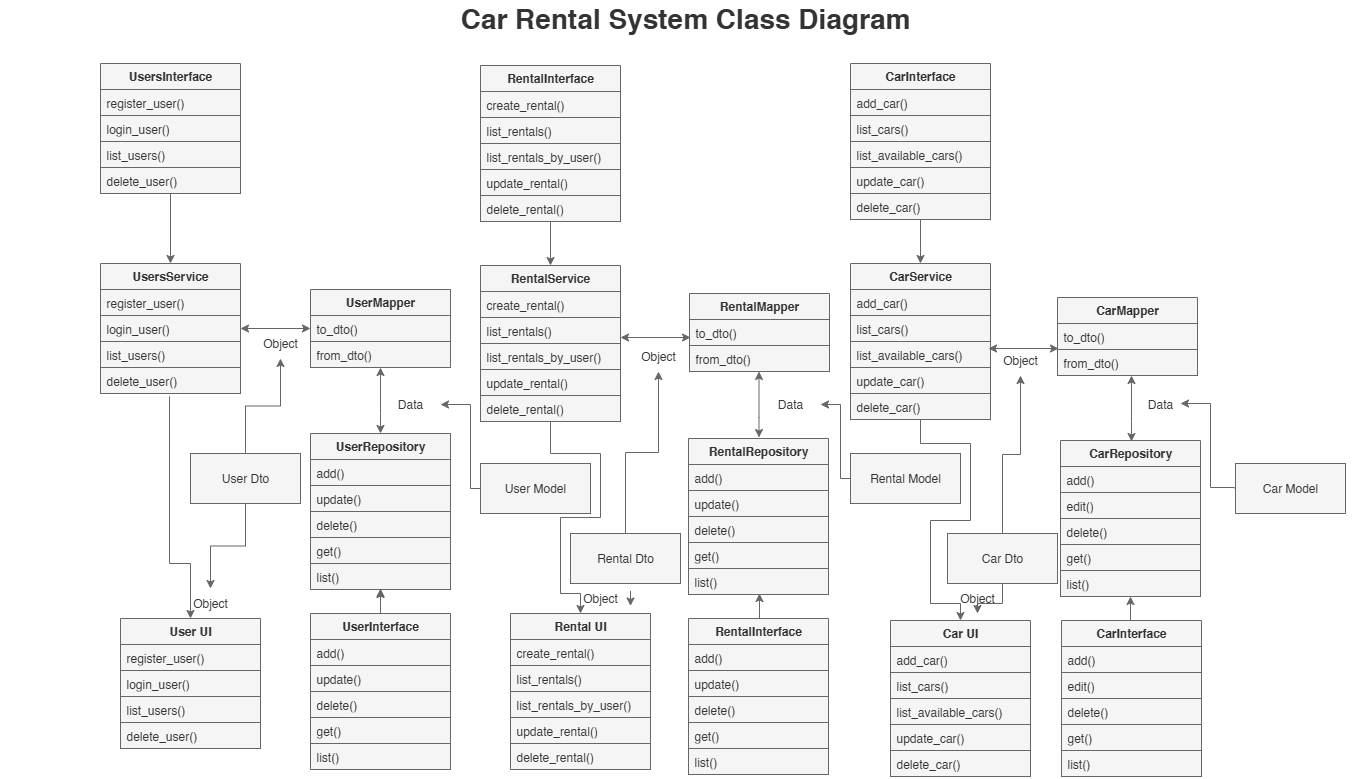 Car Rental System Class Diagram
UsersInterface
register_user()
login_user()
list_users()
delete_user()
RentalInterface
create_rental()
list_rentals()
list_rentals_by_user()
update_rental()
delete_rental()
CarInterface
add_car()
list_cars()
list_available_cars()
update_car()
delete_car()
UsersService
register_user()
login_user()
list_users()
delete_user()
Object
UserMapper
to_dto()
from_dto()
Data
RentalService
create_rental()
list_rentals()
list_rentals_by_user()
update_rental()
delete_rental()
Object
RentalMapper
to_dto()
from_dto()
Data
CarService
add_car()
list_cars()
list_available_cars()
update_car()
delete_car()
Object
CarMapper
to_dto()
from_dto()
Data
User Dto
UserRepository
add()
update()
delete()
get()
list()
User Model
Rental Dto
RentalRepository
add()
update()
delete()
get()
list()
Rental Model
Car Dto
CarRepository
add()
edit()
delete()
get()
list()
Car Model
Object
User UI
register_user()
login_user()
list_users()
delete_user()
UserInterface
add()
update()
delete()
get()
list()
Object
Rental UI
create_rental()
list_rentals()
list_rentals_by_user()
update_rental()
delete_rental()
RentalInterface
add()
update()
delete()
get()
list()
Object
Car UI
add_car()
list_cars()
list_available_cars()
update_car()
delete_car()
CarInterface
add()
edit()
delete()
get()
list()